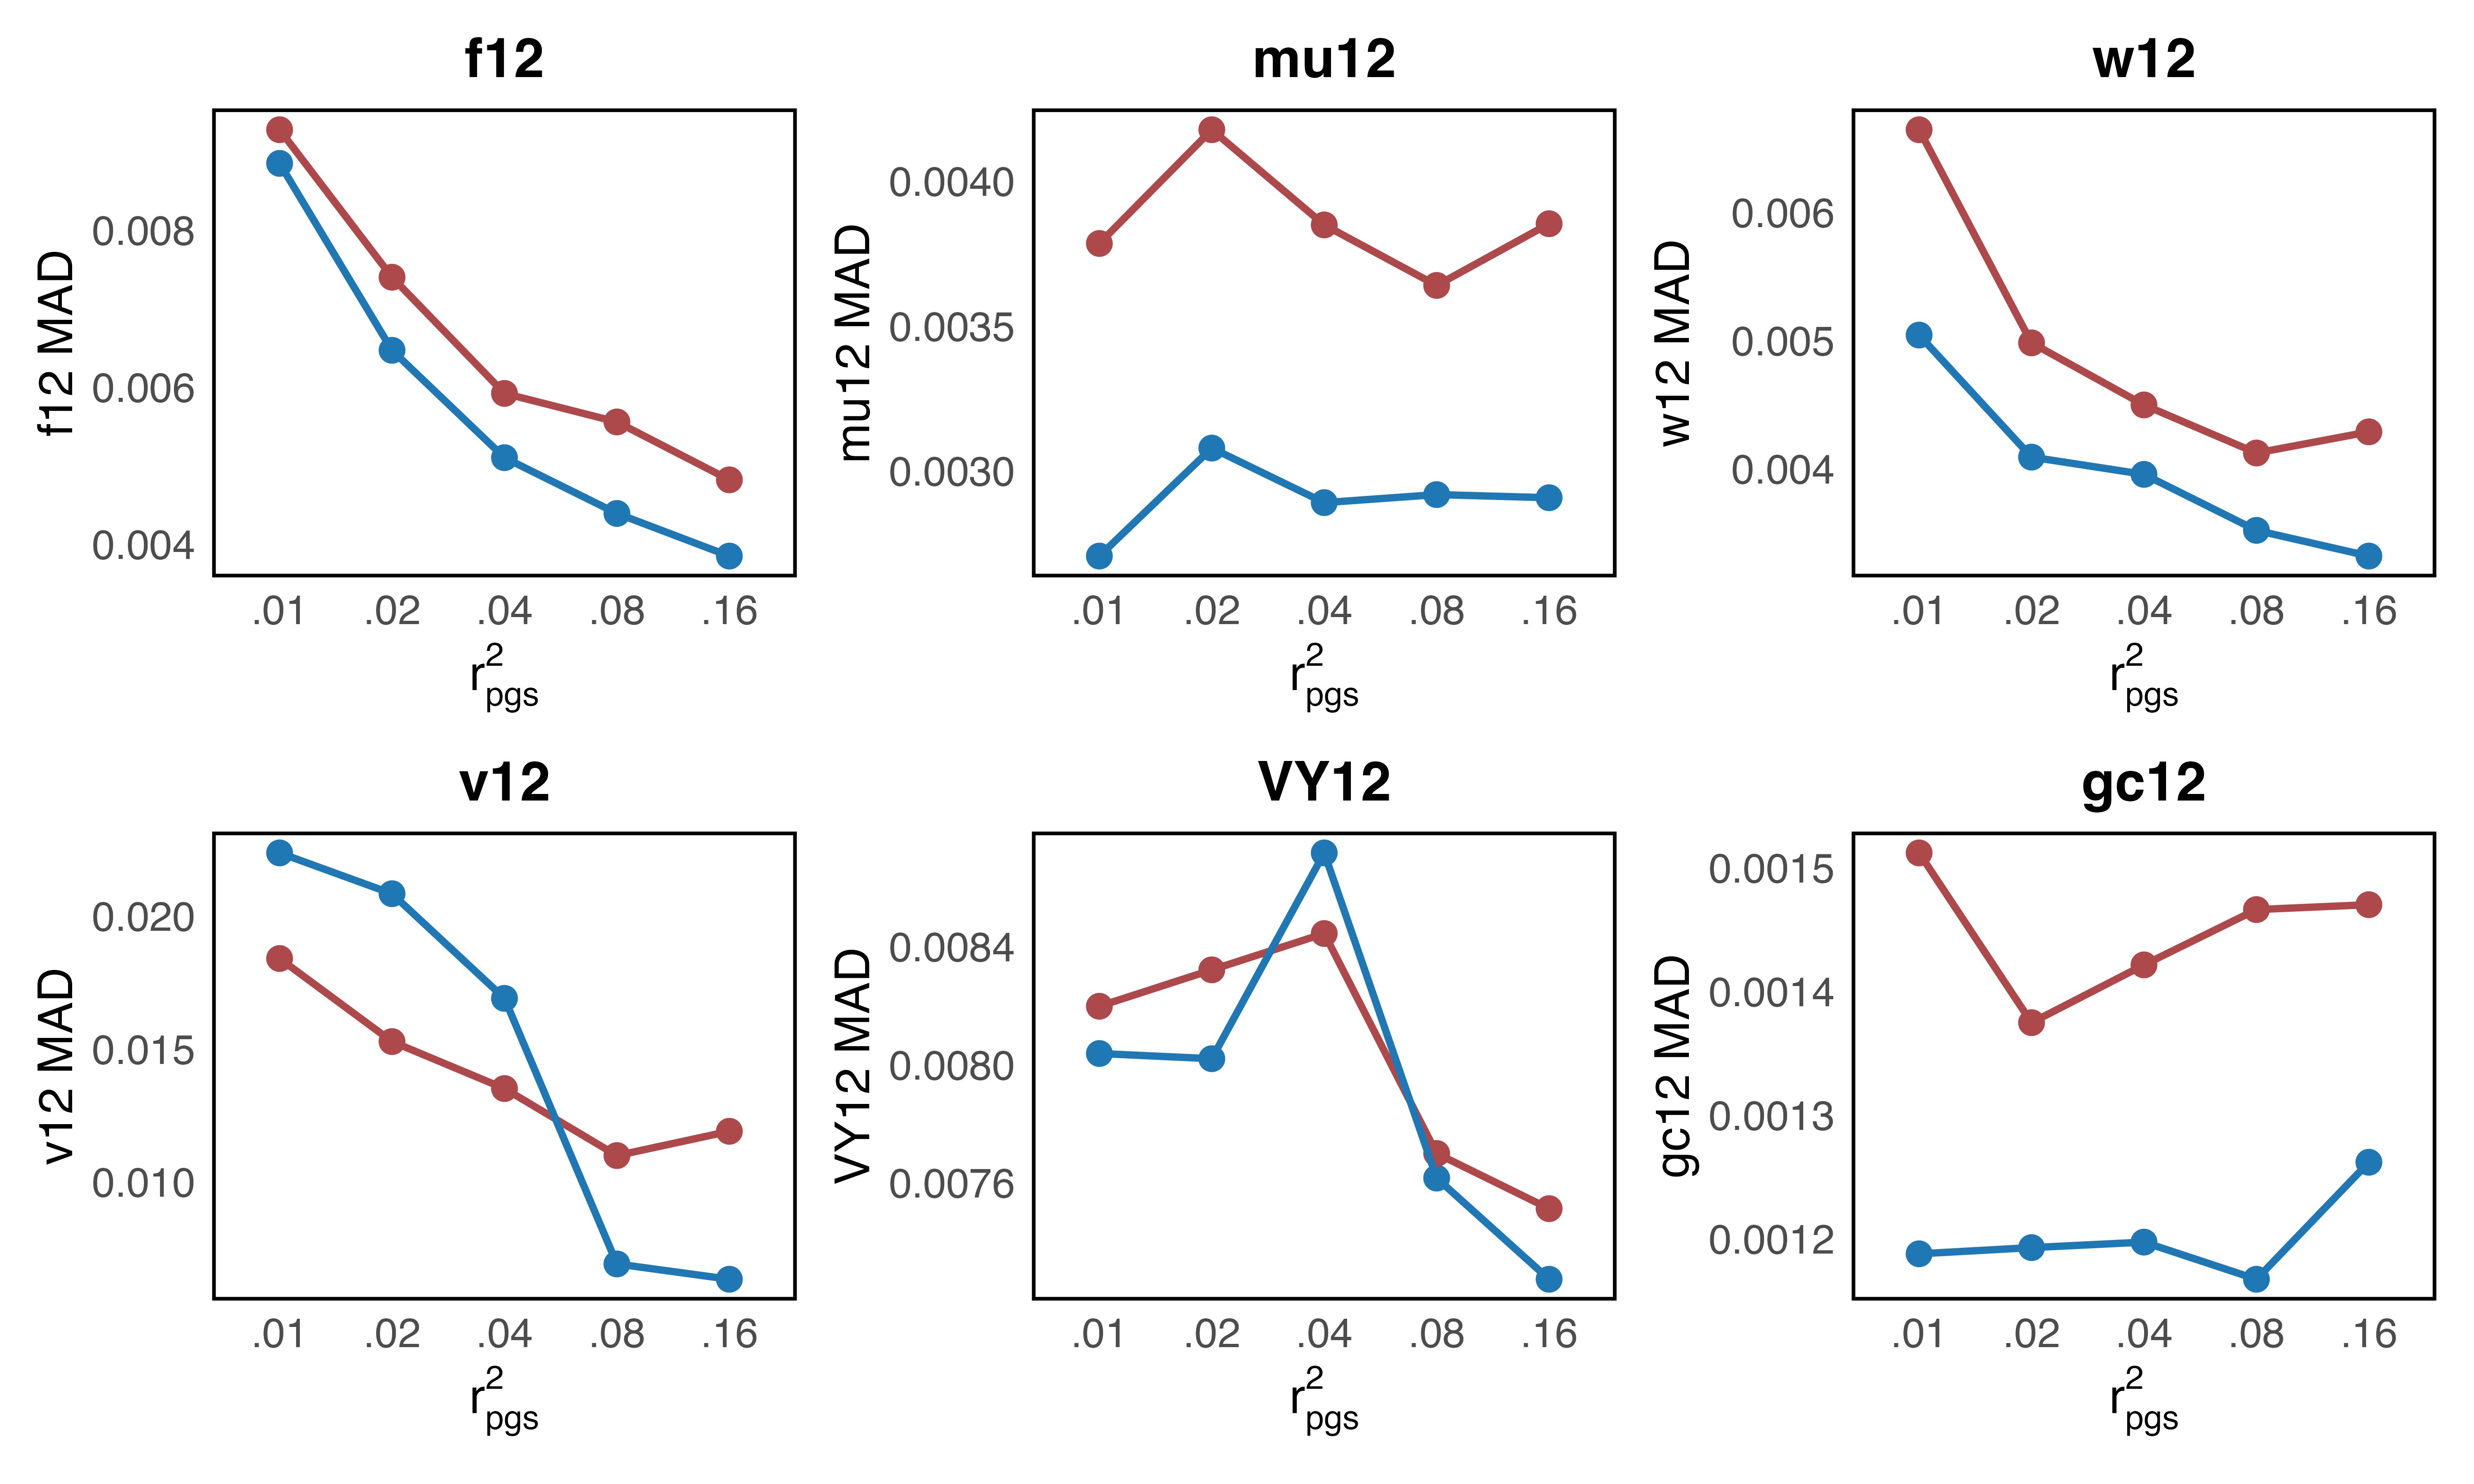 f12
mu12
w12
f12 MAD
0.008
0.006
0.004
.01 .02 .04 .08 .16
r²pgs
mu12 MAD
0.0040
0.0035
0.0030
.01 .02 .04 .08 .16
r²pgs
w12 MAD
0.006
0.005
0.004
.01 .02 .04 .08 .16
r²pgs
v12
VY12
gc12
v12 MAD
0.020
0.015
0.010
.01 .02 .04 .08 .16
r²pgs
VY12 MAD
0.0084
0.0080
0.0076
.01 .02 .04 .08 .16
r²pgs
gc12 MAD
0.0015
0.0014
0.0013
0.0012
.01 .02 .04 .08 .16
r²pgs